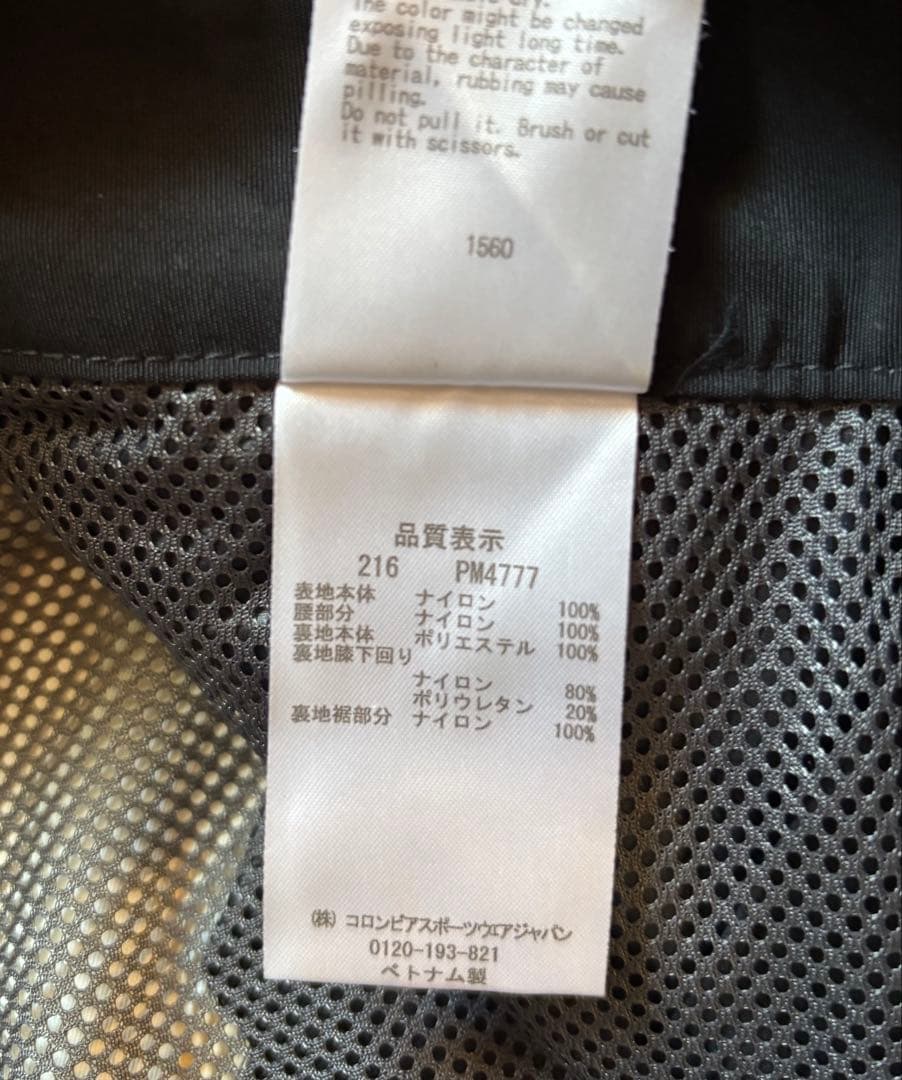 The color might be changed
exposing light long time.
Due to the character of
material, rubbing may cause
pilling.
Do not pull it. Brush or cut
it with scissors.
1560
品質表示
216 PM4777
表地本体 ナイロン 100%
腰部分 ナイロン 100%
裏地本体 ポリエステル 100%
裏地膝下回り
ナイロン 80%
ポリウレタン 20%
裏地裾部分 ナイロン 100%
(株) コロンビアスポーツウエアジャパン
0120-193-821
ベトナム製